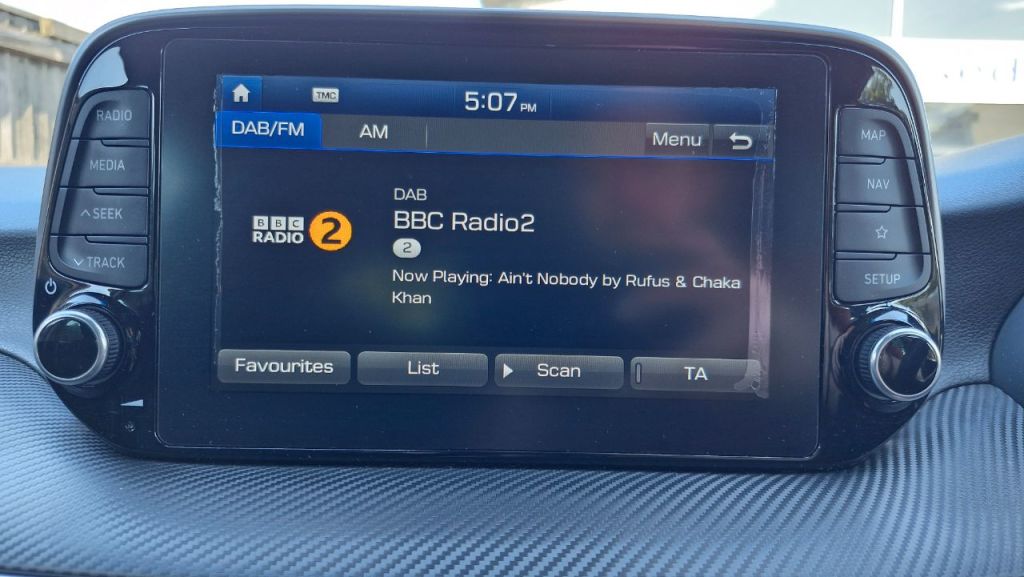 TMC
5:07 PM
DAB/FM AM Menu
RADIO
MEDIA
SEEK
TRACK
DAB
BBC Radio2
BBC
RADIO 2
2
Now Playing: Ain't Nobody by Rufus & Chaka
Khan
Favourites List Scan TA
MAP
NAV
SETUP